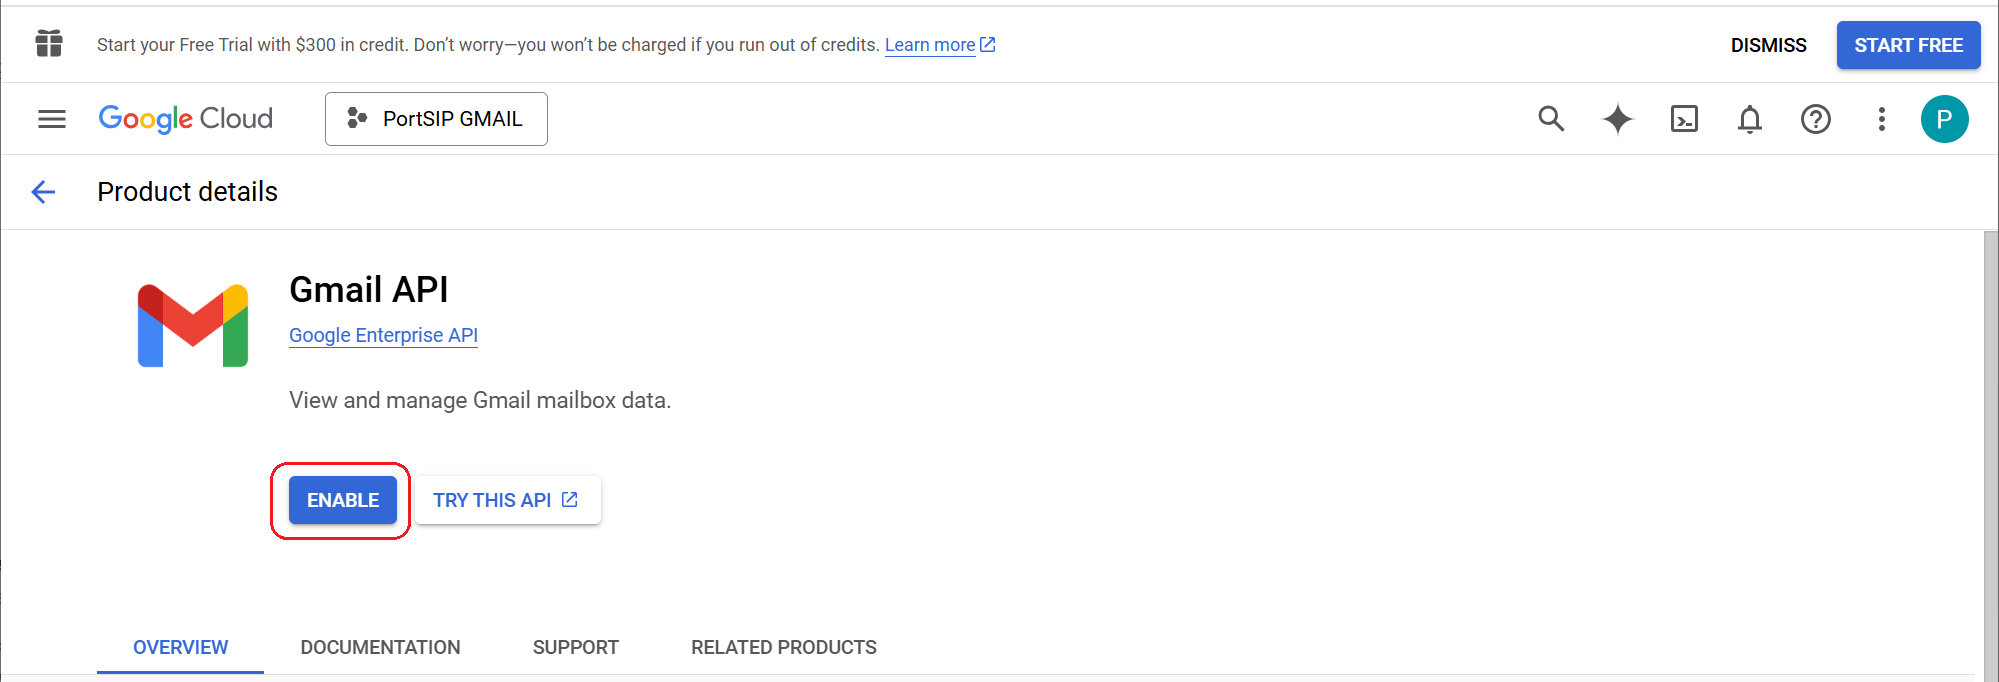 Start your Free Trial with $300 in credit. Don’t worry—you won’t be charged if you run out of credits. Learn more
DISMISS
START FREE
Google Cloud
PortSIP GMAIL
P
Product details
Gmail API
Google Enterprise API
View and manage Gmail mailbox data.
ENABLE
TRY THIS API
OVERVIEW
DOCUMENTATION
SUPPORT
RELATED PRODUCTS